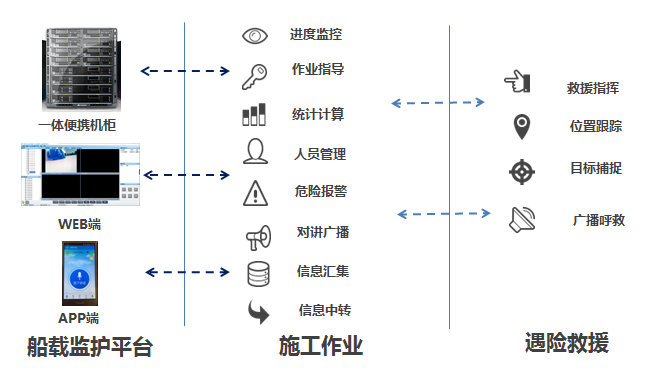 一体便携机柜
WEB端
APP端
船载监护平台
进度监控
作业指导
统计计算
人员管理
危险报警
对讲广播
信息汇集
信息中转
施工作业
救援指挥
位置跟踪
目标捕捉
广播呼救
遇险救援